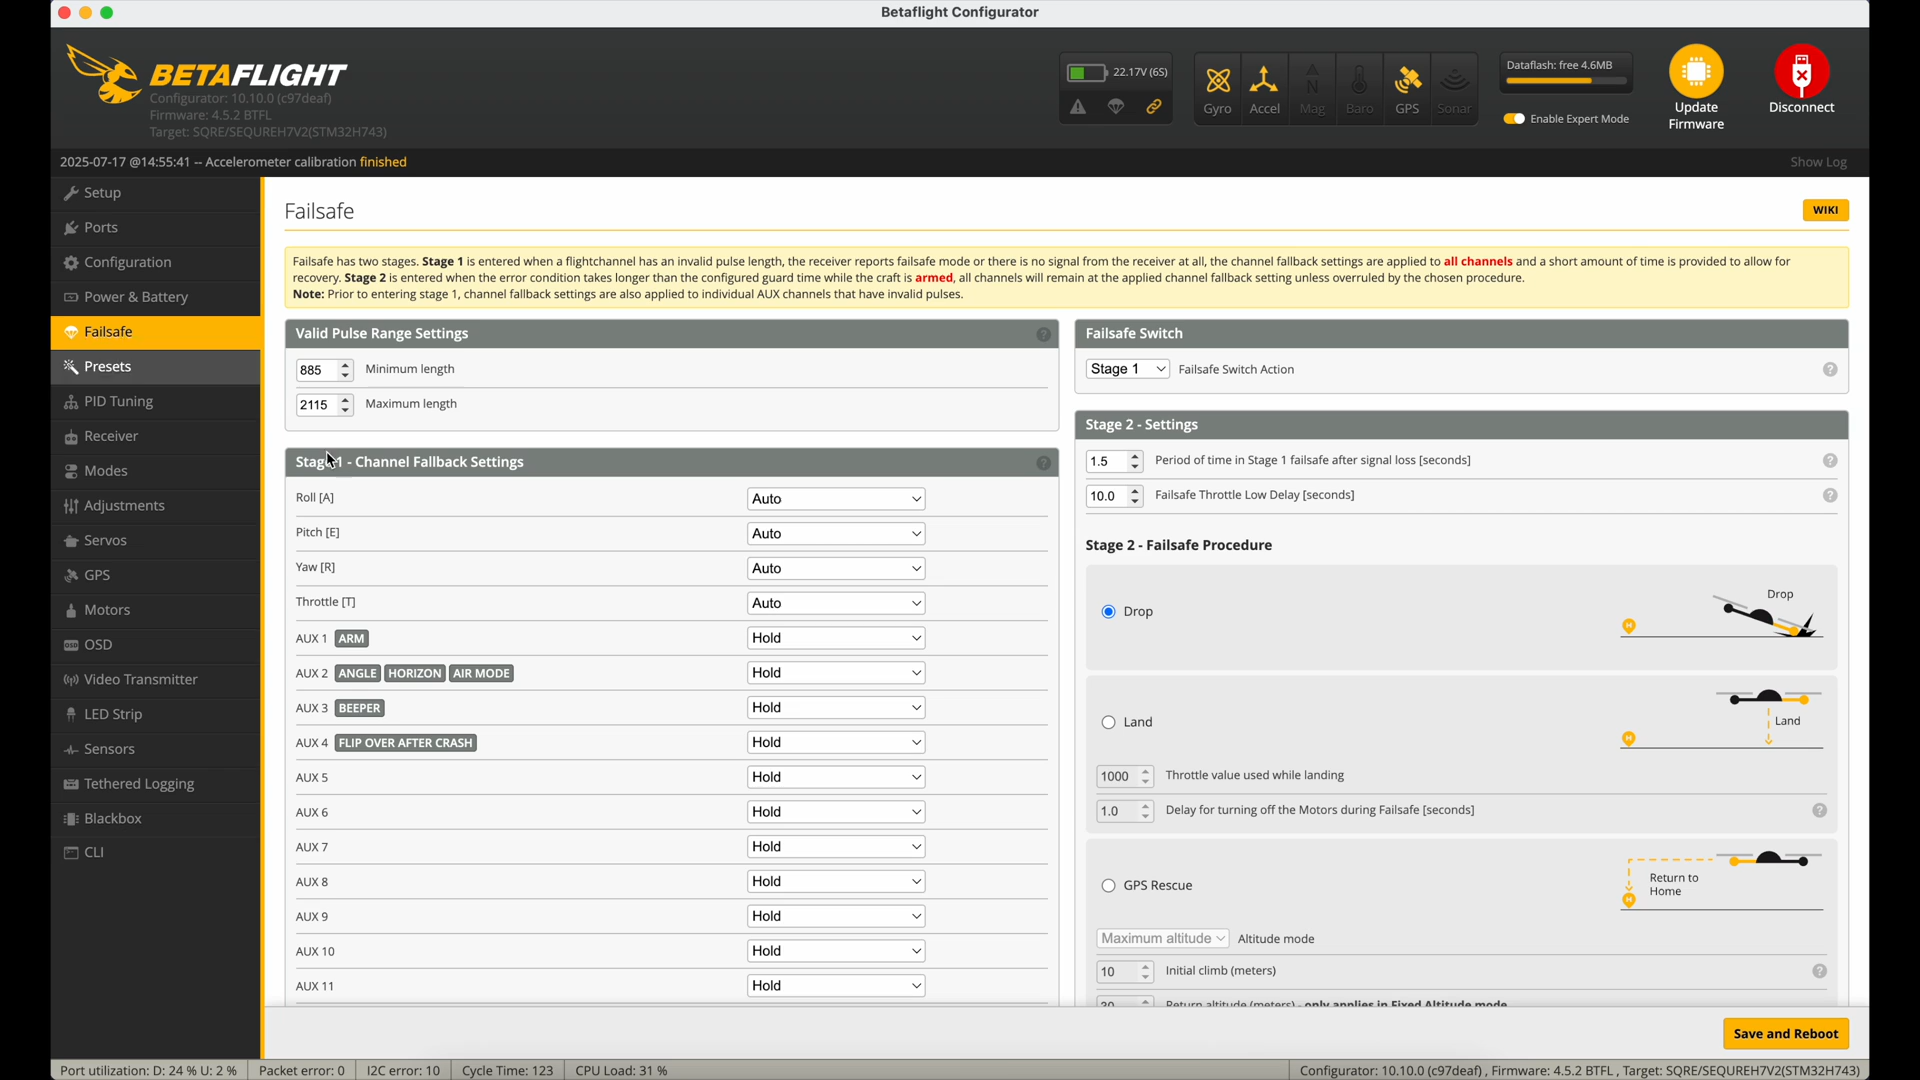 Betaflight Configurator
BETAFLIGHT
Configurator: 10.10.0 (c97deaf)
Firmware: 4.5.2 BTFL
Target: SQRE/SEQUREH7V2(STM32H743)
22.17V (6S)
Gyro
Accel
Mag
Baro
GPS
Sonar
Dataflash: free 4.6MB
Enable Expert Mode
Update
Firmware
Disconnect
2025-07-17 @14:55:41 -- Accelerometer calibration finished
Show Log
Setup
Ports
Configuration
Power & Battery
Failsafe
Presets
PID Tuning
Receiver
Modes
Adjustments
Servos
GPS
Motors
OSD
Video Transmitter
LED Strip
Sensors
Tethered Logging
Blackbox
CLI
Failsafe
WIKI
Failsafe has two stages. Stage 1 is entered when a flightchannel has an invalid pulse length, the receiver reports failsafe mode or there is no signal from the receiver at all, the channel fallback settings are applied to all channels and a short amount of time is provided to allow for
recovery. Stage 2 is entered when the error condition takes longer than the configured guard time while the craft is armed, all channels will remain at the applied channel fallback setting unless overruled by the chosen procedure.
Note: Prior to entering stage 1, channel fallback settings are also applied to individual AUX channels that have invalid pulses.
Valid Pulse Range Settings
?
885 Minimum length
2115 Maximum length
Stage 1 - Channel Fallback Settings
?
Roll [A] Auto
Pitch [E] Auto
Yaw [R] Auto
Throttle [T] Auto
AUX 1 ARM Hold
AUX 2 ANGLE HORIZON AIR MODE Hold
AUX 3 BEEPER Hold
AUX 4 FLIP OVER AFTER CRASH Hold
AUX 5 Hold
AUX 6 Hold
AUX 7 Hold
AUX 8 Hold
AUX 9 Hold
AUX 10 Hold
AUX 11 Hold
Failsafe Switch
Stage 1 Failsafe Switch Action ?
Stage 2 - Settings
1.5 Period of time in Stage 1 failsafe after signal loss [seconds] ?
10.0 Failsafe Throttle Low Delay [seconds] ?
Stage 2 - Failsafe Procedure
Drop
Drop
H
Land
Land
H
1000 Throttle value used while landing
1.0 Delay for turning off the Motors during Failsafe [seconds] ?
GPS Rescue
Return to
Home
H
Maximum altitude Altitude mode
10 Initial climb (meters) ?
30 Return altitude (meters) - only applies in Fixed Altitude mode
Save and Reboot
Port utilization: D: 24 % U: 2 %
Packet error: 0
I2C error: 10
Cycle Time: 123
CPU Load: 31 %
Configurator: 10.10.0 (c97deaf) , Firmware: 4.5.2 BTFL , Target: SQRE/SEQUREH7V2(STM32H743)